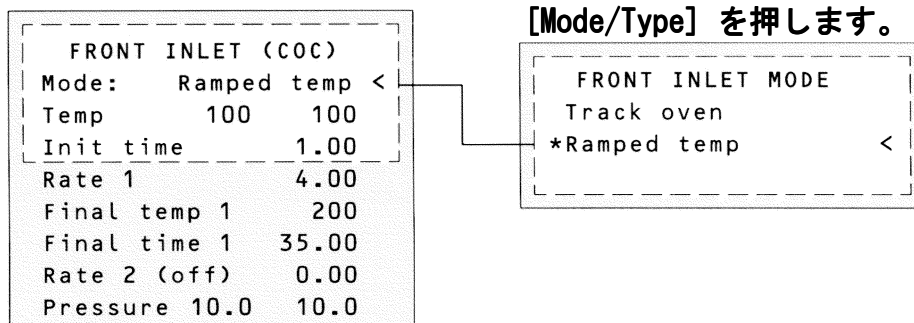 [Mode/Type] を押します。
FRONT INLET (COC)
Mode: Ramped temp <
Temp 100 100
Init time 1.00
Rate 1 4.00
Final temp 1 200
Final time 1 35.00
Rate 2 (off) 0.00
Pressure 10.0 10.0
FRONT INLET MODE
Track oven
*Ramped temp <